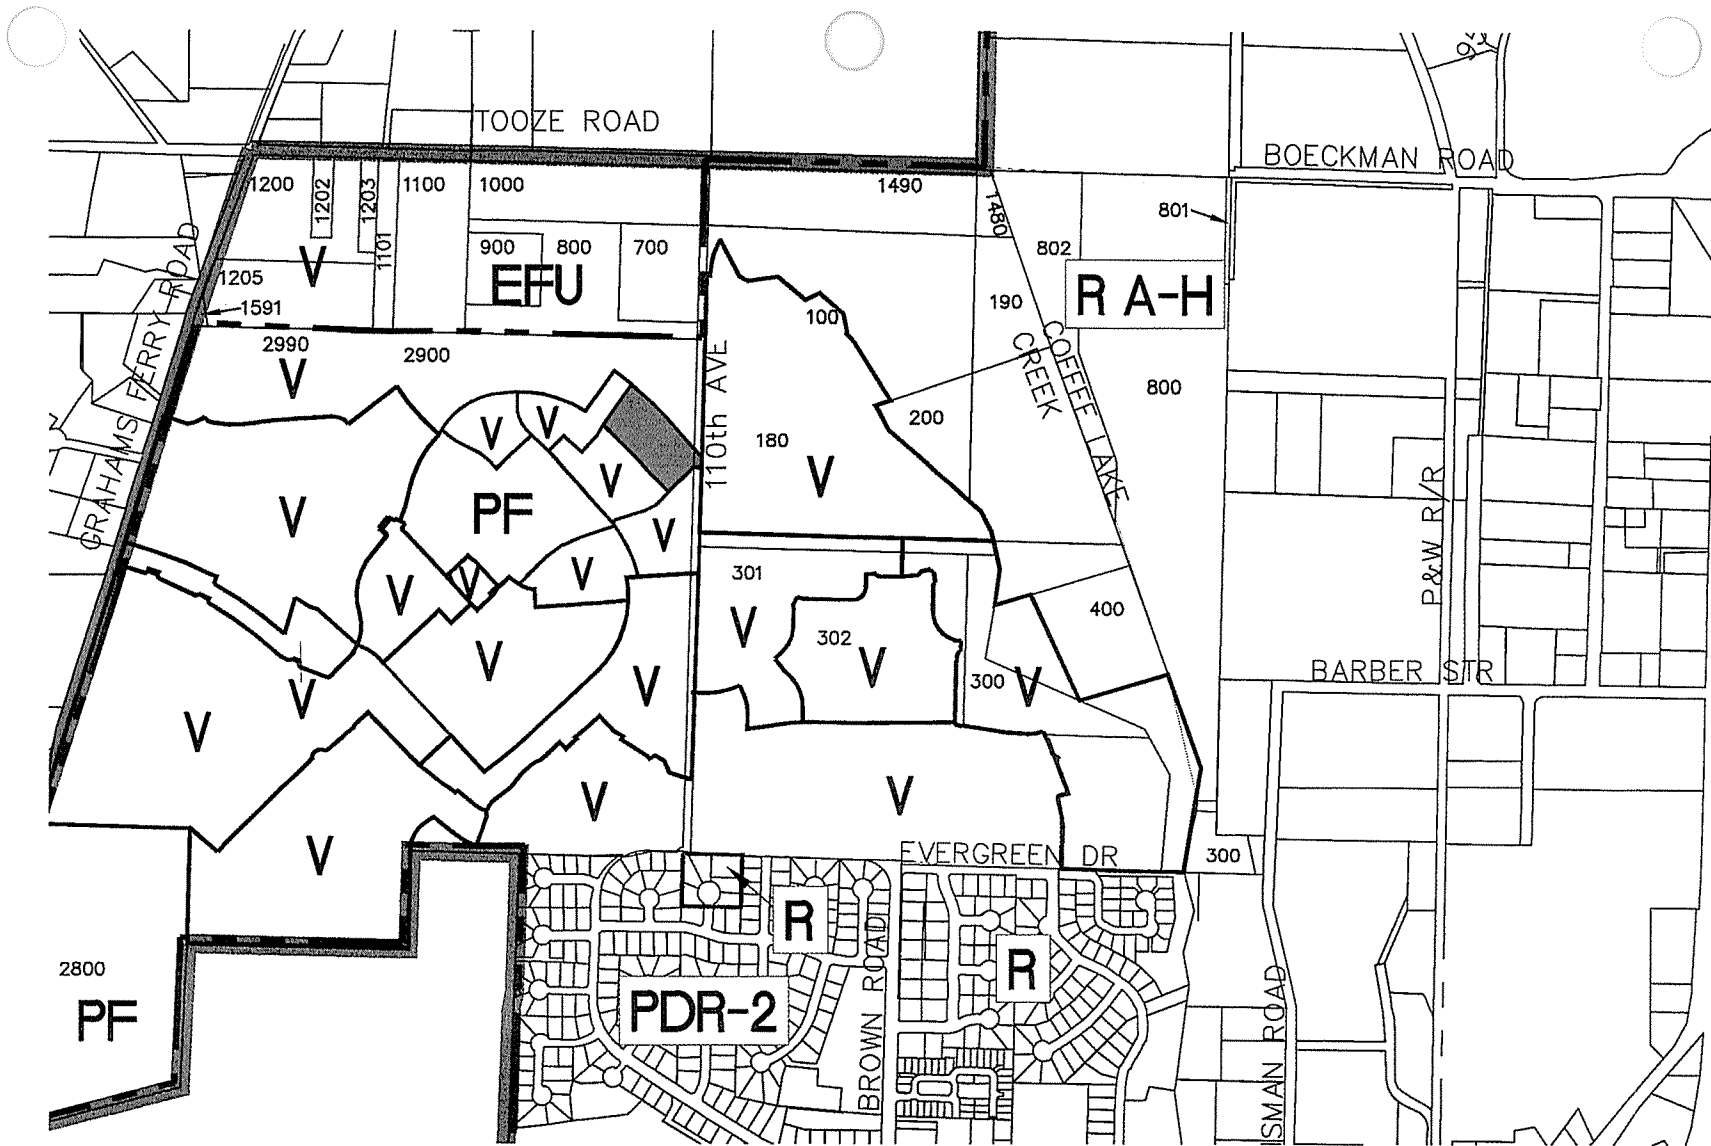 TOOZE ROAD
BOECKMAN ROAD
1200
1202
1203
1100
1000
1490
1480
801
802
1101
900
800
700
V
EFU
R A-H
1205
1591
190
100
GRAHAMS FERRY ROAD
2990
2900
V
110th AVE
COFFE LAKE
CREEK
800
V
V
200
180
V
V
V
PF
V
P&W R/R
V
V
V
V
301
V
400
302
V
V
V
300
V
BARBER STR
V
V
V
V
V
EVERGREEN DR
300
R
R
2800
PF
PDR-2
BROWN ROAD
ISMAN ROAD